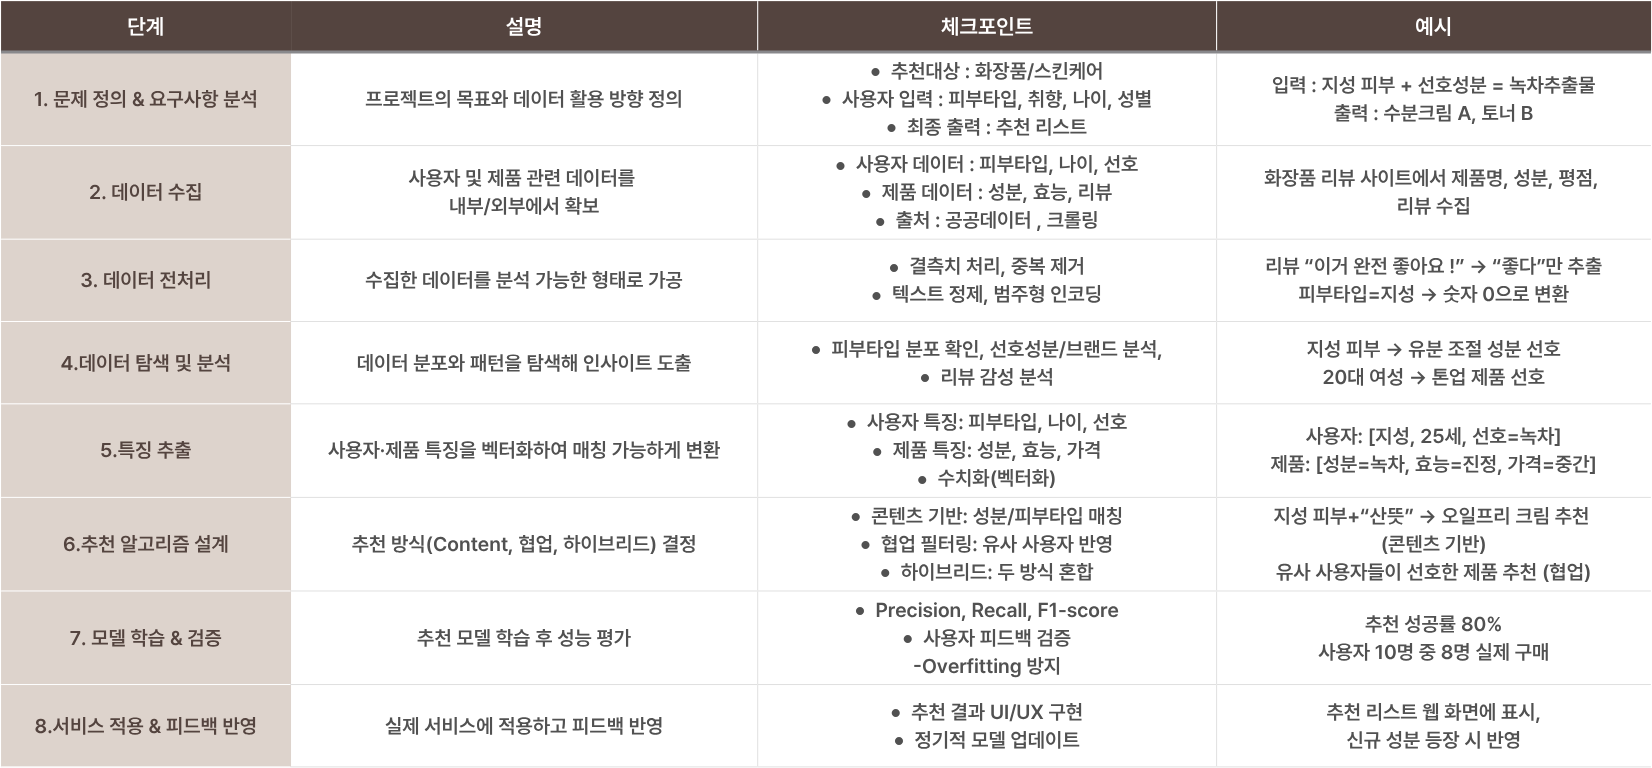 단계
설명
체크포인트
예시
1. 문제 정의 & 요구사항 분석
프로젝트의 목표와 데이터 활용 방향 정의
● 추천대상 : 화장품/스킨케어
● 사용자 입력 : 피부타입, 취향, 나이, 성별
● 최종 출력 : 추천 리스트
입력 : 지성 피부 + 선호성분 = 녹차추출물
출력 : 수분크림 A, 토너 B
2. 데이터 수집
사용자 및 제품 관련 데이터를
내부/외부에서 확보
● 사용자 데이터 : 피부타입, 나이, 선호
● 제품 데이터 : 성분, 효능, 리뷰
● 출처 : 공공데이터 , 크롤링
화장품 리뷰 사이트에서 제품명, 성분, 평점,
리뷰 수집
3. 데이터 전처리
수집한 데이터를 분석 가능한 형태로 가공
● 결측치 처리, 중복 제거
● 텍스트 정제, 범주형 인코딩
리뷰 “이거 완전 좋아요 !” → “좋다”만 추출
피부타입=지성 → 숫자 0으로 변환
4.데이터 탐색 및 분석
데이터 분포와 패턴을 탐색해 인사이트 도출
● 피부타입 분포 확인, 선호성분/브랜드 분석,
● 리뷰 감성 분석
지성 피부 → 유분 조절 성분 선호
20대 여성 → 톤업 제품 선호
5.특징 추출
사용자·제품 특징을 벡터화하여 매칭 가능하게 변환
● 사용자 특징: 피부타입, 나이, 선호
● 제품 특징: 성분, 효능, 가격
● 수치화(벡터화)
사용자: [지성, 25세, 선호=녹차]
제품: [성분=녹차, 효능=진정, 가격=중간]
6.추천 알고리즘 설계
추천 방식(Content, 협업, 하이브리드) 결정
● 콘텐츠 기반: 성분/피부타입 매칭
● 협업 필터링: 유사 사용자 반영
● 하이브리드: 두 방식 혼합
지성 피부+“산뜻” → 오일프리 크림 추천
(콘텐츠 기반)
유사 사용자들이 선호한 제품 추천 (협업)
7. 모델 학습 & 검증
추천 모델 학습 후 성능 평가
● Precision, Recall, F1-score
● 사용자 피드백 검증
-Overfitting 방지
추천 성공률 80%
사용자 10명 중 8명 실제 구매
8.서비스 적용 & 피드백 반영
실제 서비스에 적용하고 피드백 반영
● 추천 결과 UI/UX 구현
● 정기적 모델 업데이트
추천 리스트 웹 화면에 표시,
신규 성분 등장 시 반영